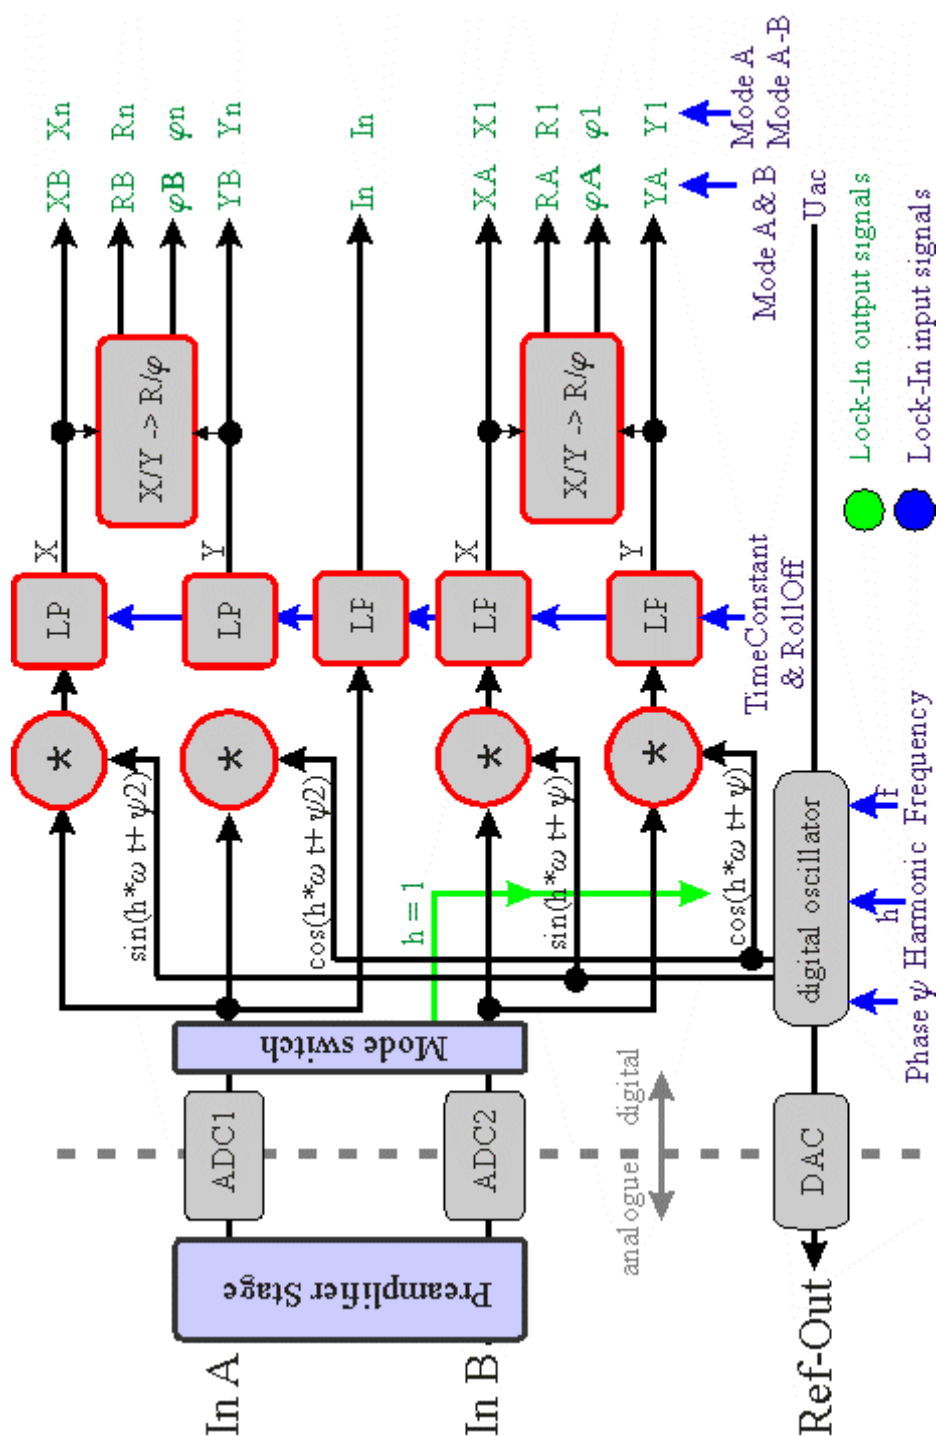 In A
In B
Ref-Out
Preamplifier Stage
ADC1
ADC2
DAC
analogue digital
Mode switch
h = 1
sin(h*ω t+ ψ2)
cos(h*ω t+ ψ2)
sin(h*ω t+ ψ)
cos(h*ω t+ ψ)
digital oscillator
Phase ψ Harmonic Frequency
h
f
*
*
*
*
LP
LP
LP
LP
LP
TimeConstant
& RollOff
X
Y
X
Y
X/Y -> R/φ
X/Y -> R/φ
XB Xn
RB Rn
φB φn
YB Yn
In In
XA X1
RA R1
φA φ1
YA Y1
Mode A & B
Mode A
Mode A-B
Uac
Lock-In output signals
Lock-In input signals